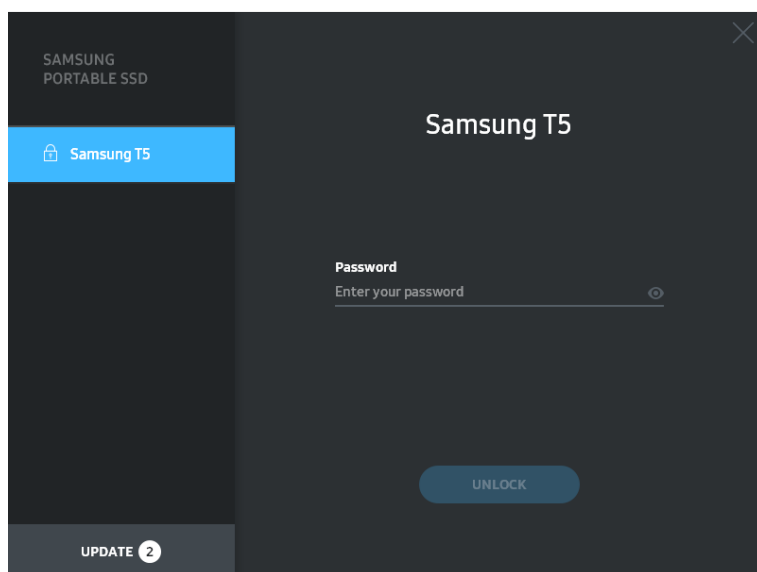 SAMSUNG
PORTABLE SSD
Samsung T5
Samsung T5
Password
Enter your password
UNLOCK
UPDATE 2